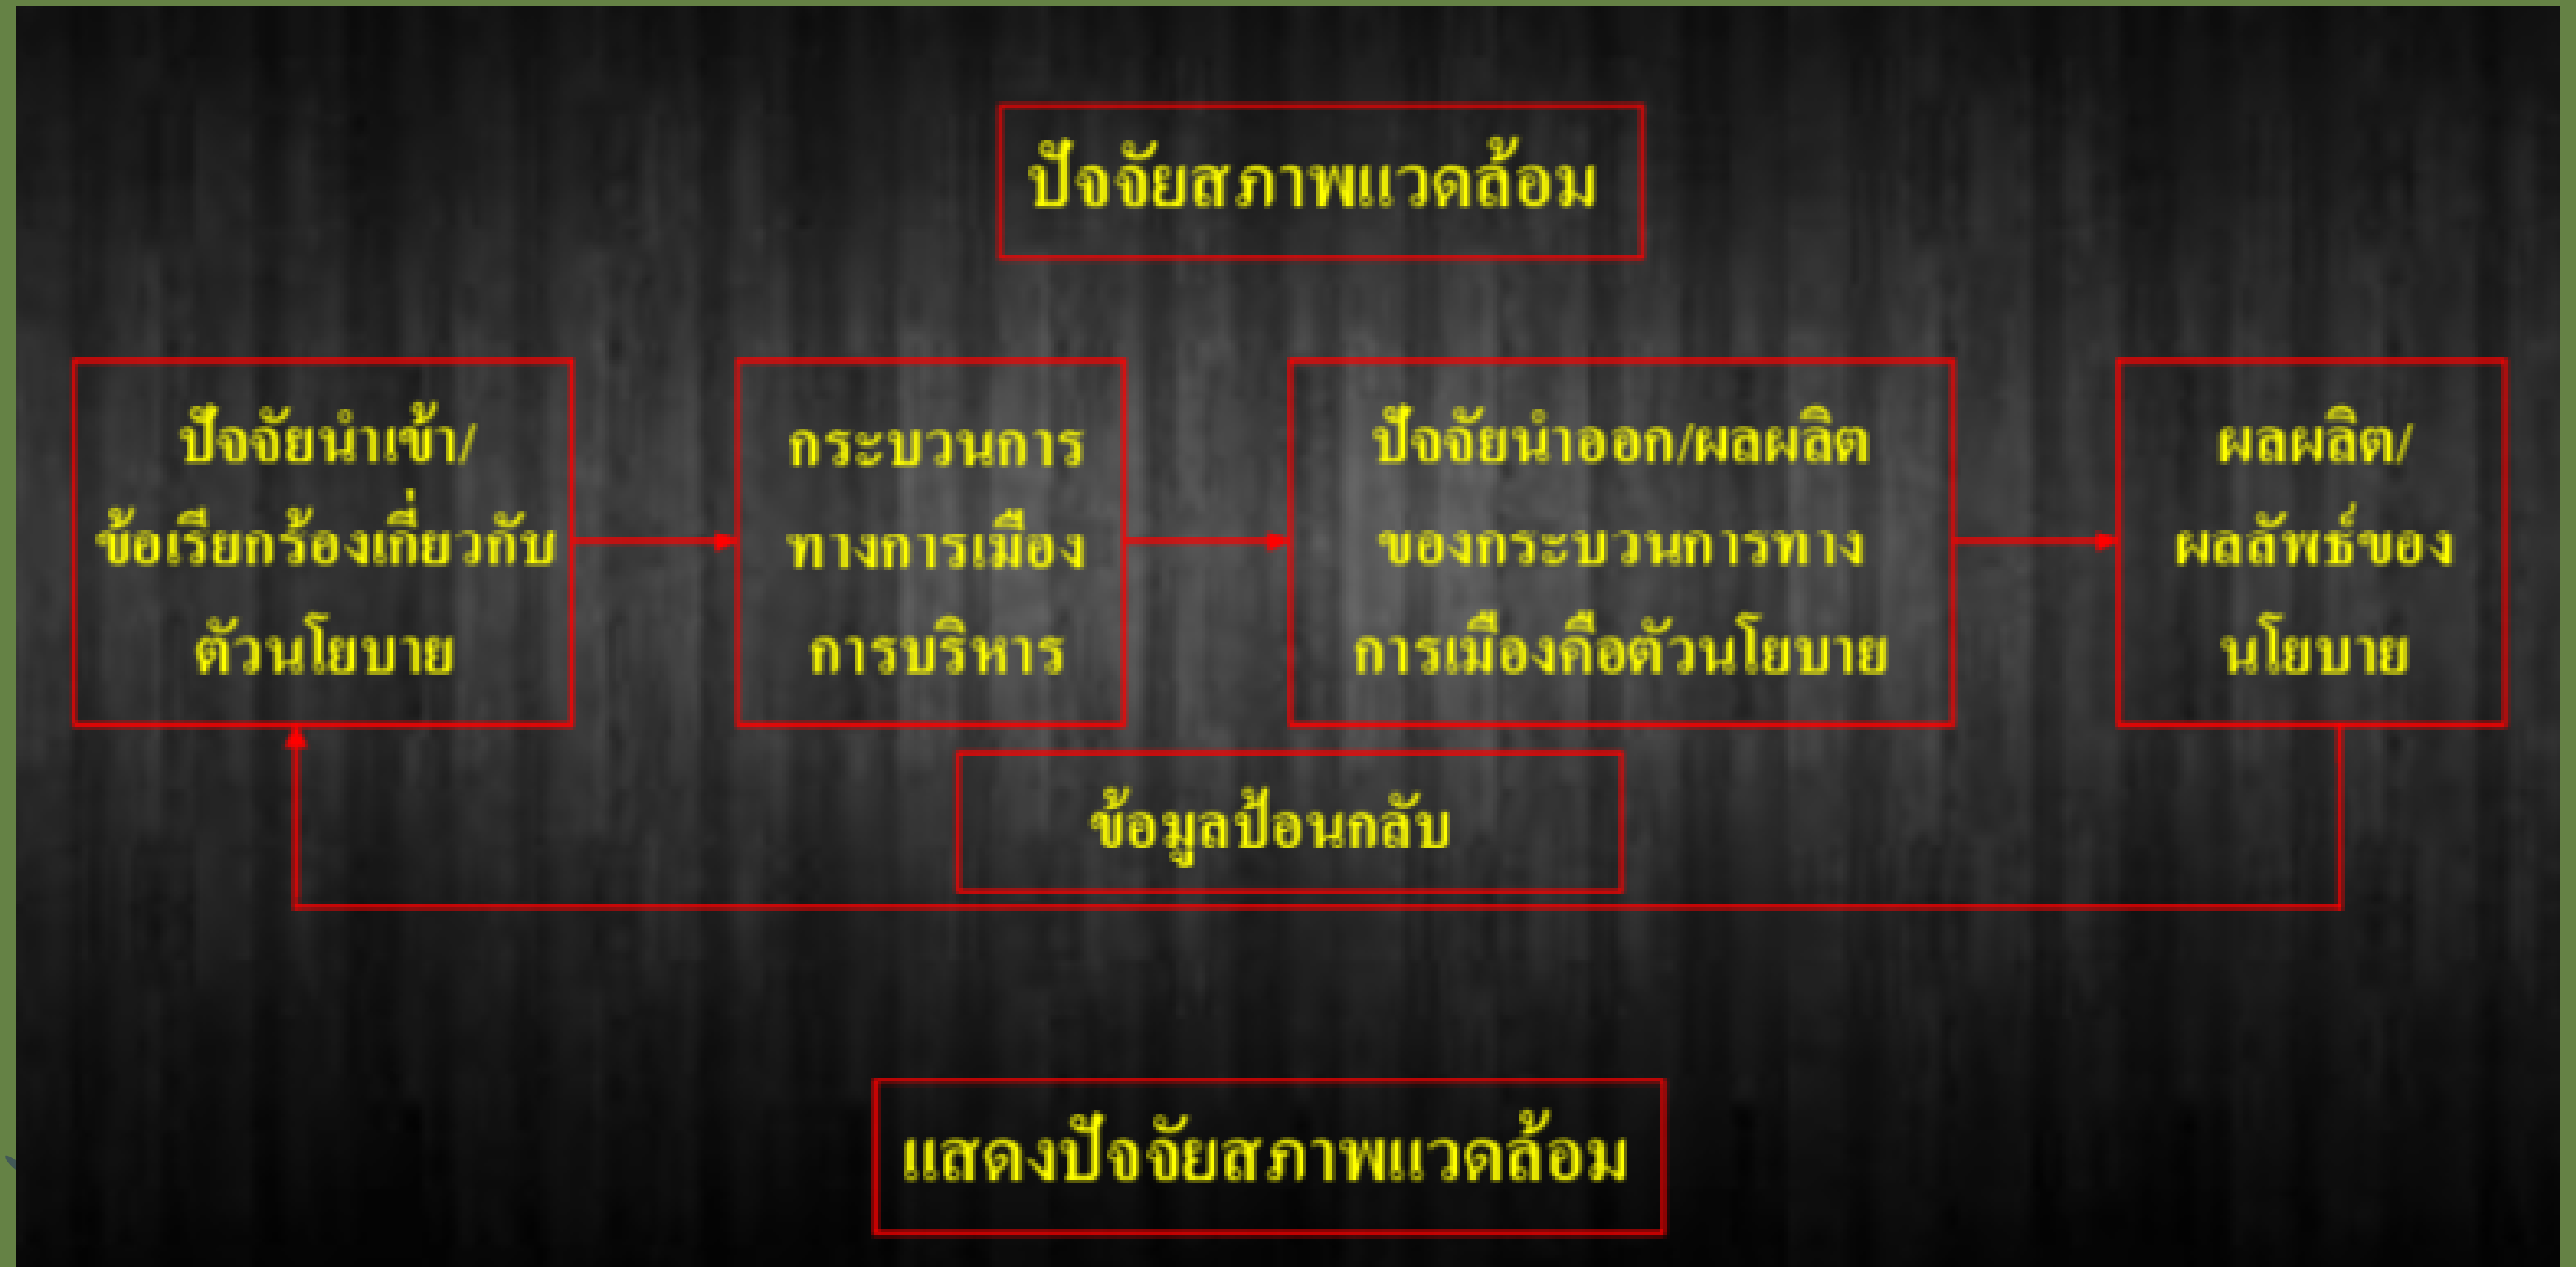 ปัจจัยสภาพแวดล้อม
ปัจจัยนำเข้า/
ข้อเรียกร้องเกี่ยวกับ
ตัวนโยบาย
กระบวนการ
ทางการเมือง
การบริหาร
ปัจจัยนำออก/ผลผลิต
ของกระบวนการทาง
การเมืองคือตัวนโยบาย
ผลผลิต/
ผลลัพธ์ของ
นโยบาย
ข้อมูลป้อนกลับ
แสดงปัจจัยสภาพแวดล้อม